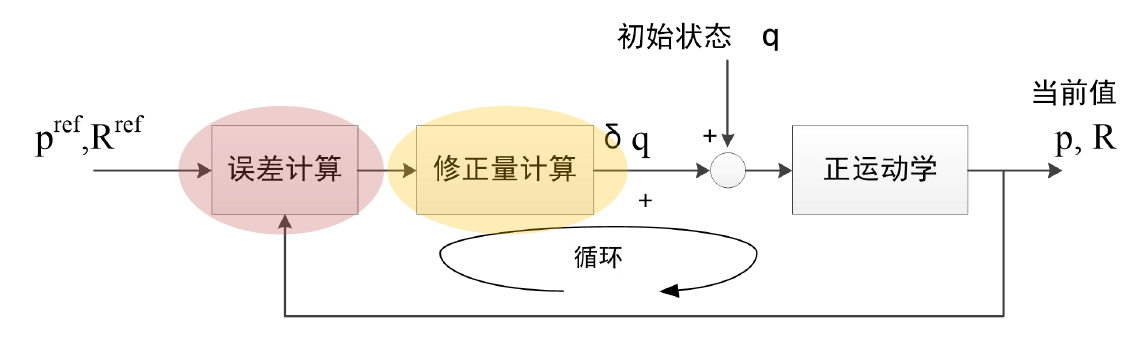 初始状态 q
当前值
p^ref,R^ref
误差计算
修正量计算
δ q
+
+
正运动学
p, R
循环